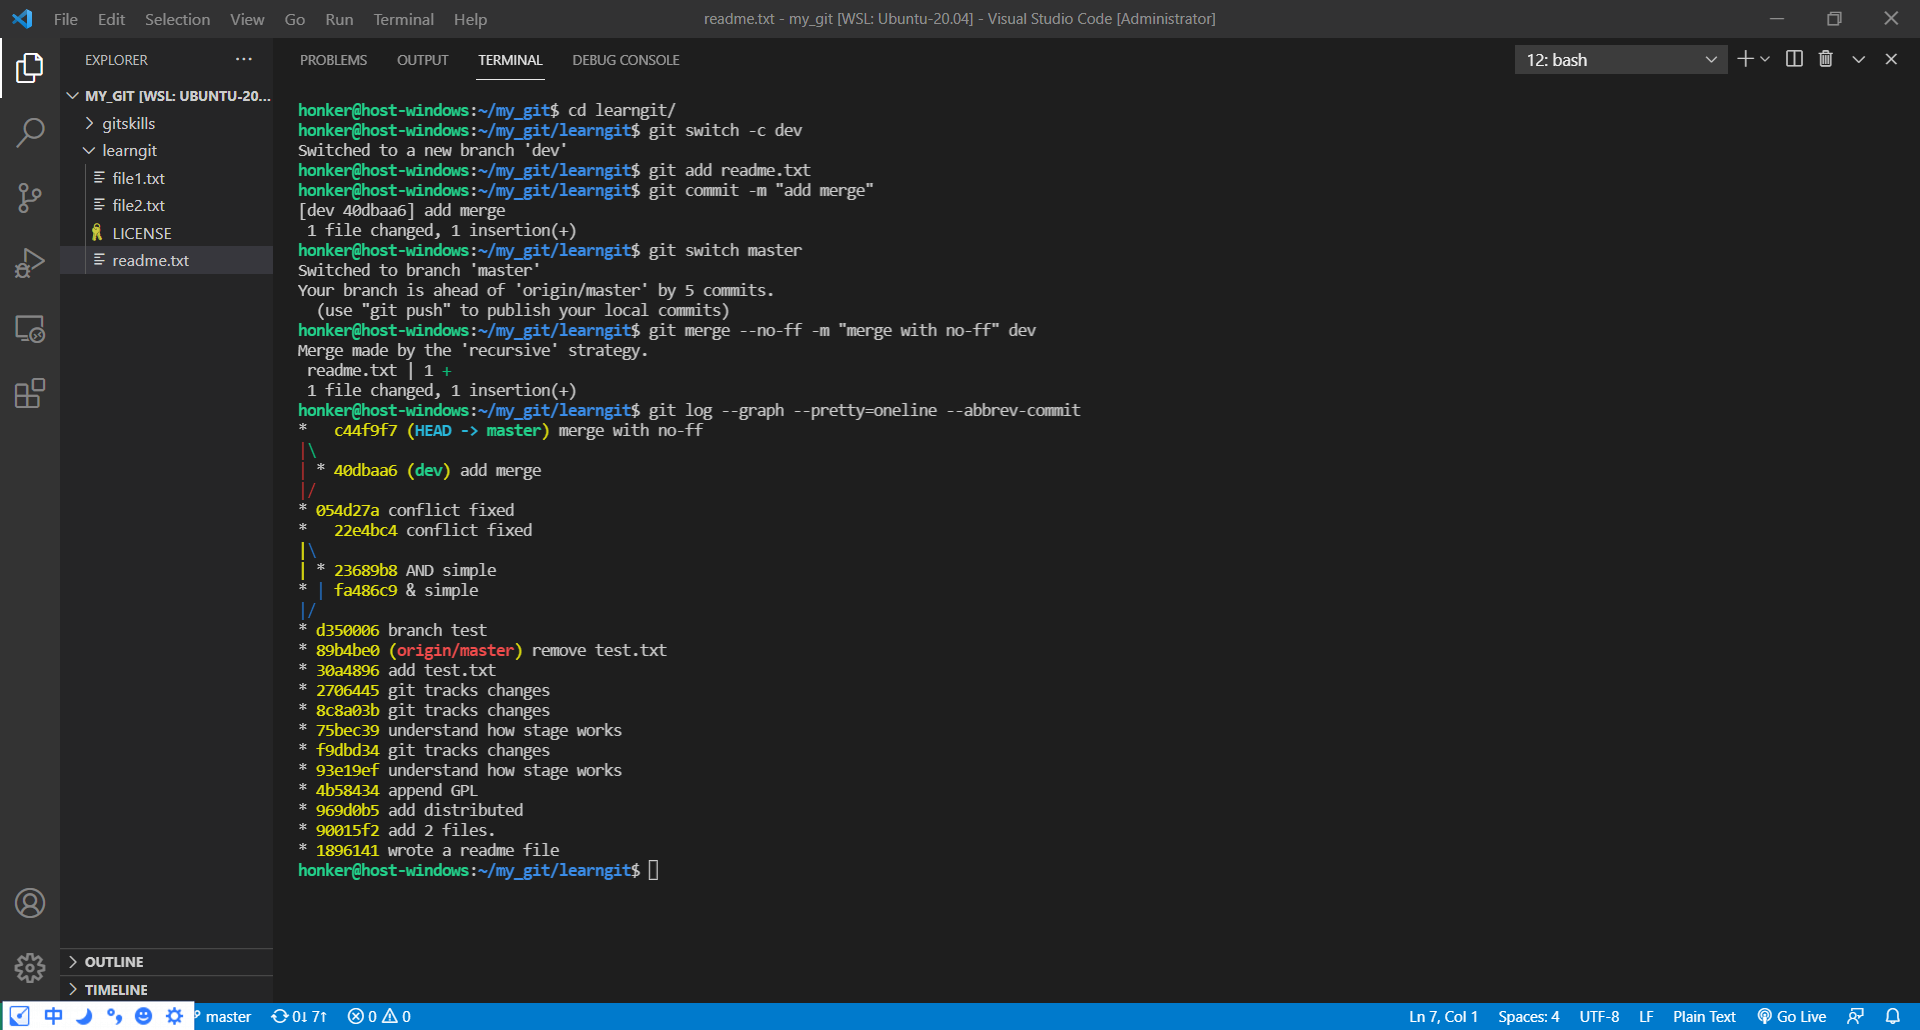 File Edit Selection View Go Run Terminal Help
readme.txt - my_git [WSL: Ubuntu-20.04] - Visual Studio Code [Administrator]
EXPLORER
MY_GIT [WSL: UBUNTU-20...
gitskills
learngit
file1.txt
file2.txt
LICENSE
readme.txt
OUTLINE
TIMELINE
PROBLEMS OUTPUT TERMINAL DEBUG CONSOLE
12: bash
honker@host-windows:~/my_git$ cd learngit/
honker@host-windows:~/my_git/learngit$ git switch -c dev
Switched to a new branch 'dev'
honker@host-windows:~/my_git/learngit$ git add readme.txt
honker@host-windows:~/my_git/learngit$ git commit -m "add merge"
[dev 40dbaa6] add merge
 1 file changed, 1 insertion(+)
honker@host-windows:~/my_git/learngit$ git switch master
Switched to branch 'master'
Your branch is ahead of 'origin/master' by 5 commits.
  (use "git push" to publish your local commits)
honker@host-windows:~/my_git/learngit$ git merge --no-ff -m "merge with no-ff" dev
Merge made by the 'recursive' strategy.
 readme.txt | 1 +
 1 file changed, 1 insertion(+)
honker@host-windows:~/my_git/learngit$ git log --graph --pretty=oneline --abbrev-commit
*   c44f9f7 (HEAD -> master) merge with no-ff
|\
| * 40dbaa6 (dev) add merge
|/
* 054d27a conflict fixed
*   22e4bc4 conflict fixed
|\
| * 23689b8 AND simple
* | fa486c9 & simple
|/
* d350006 branch test
* 89b4be0 (origin/master) remove test.txt
* 30a4896 add test.txt
* 2706445 git tracks changes
* 8c8a03b git tracks changes
* 75bec39 understand how stage works
* f9dbd34 git tracks changes
* 93e19ef understand how stage works
* 4b58434 append GPL
* 969d0b5 add distributed
* 90015f2 add 2 files.
* 1896141 wrote a readme file
honker@host-windows:~/my_git/learngit$
中 master 0↓ 7↑ 0 0
Ln 7, Col 1 Spaces: 4 UTF-8 LF Plain Text Go Live